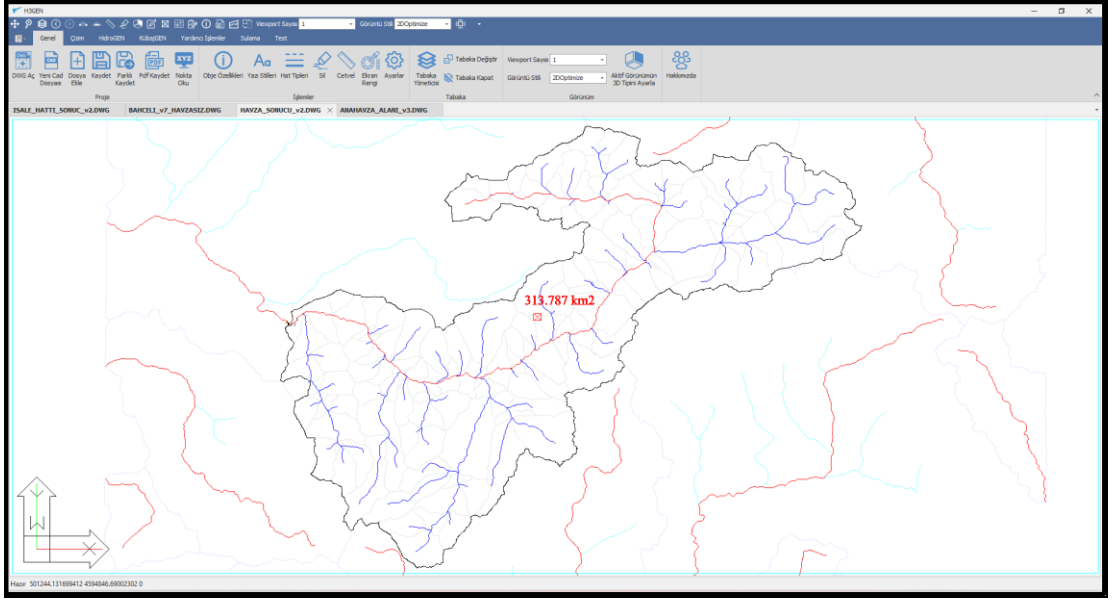 H3GEN
Viewport Sayısı 1 Görüntü Stili 2DOptimize
Genel Çizim HidroGEN KübajGEN Yardımcı İşlemler Sulama Test
DWG Aç Yeni Cad Dosyası Dosya Ekle Kaydet Farklı Kaydet Pdf Kaydet Nokta Oku
Obje Özellikleri Yazı Stilleri Hat Tipleri Sil Cetvel Ekran Rengi Ayarlar
Tabaka Yöneticisi Tabaka Değiştir Tabaka Kapat
Viewport Sayısı 1
Görüntü Stili 2DOptimize
Aktif Görünümün 3D Tipini Ayarla
Hakkımızda
Proje İşlemler Tabaka Görünüm
ISALE_HATTI_SONUC_v2.DWG BAHCELI_v7_HAVZASIZ.DWG HAVZA_SONUCU_v2.DWG ANAHAVZA_ALANI_v3.DWG
313.787 km2
Hazır 501244.131699412 4594846.69002302 0